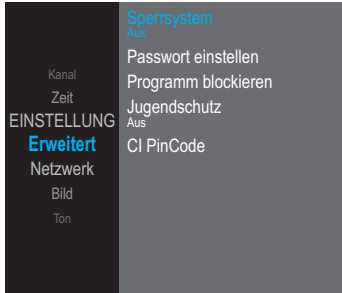 Kanal
Zeit
EINSTELLUNG
Erweitert
Netzwerk
Bild
Ton
Sperrsystem
Aus
Passwort einstellen
Programm blockieren
Jugendschutz
Aus
CI PinCode